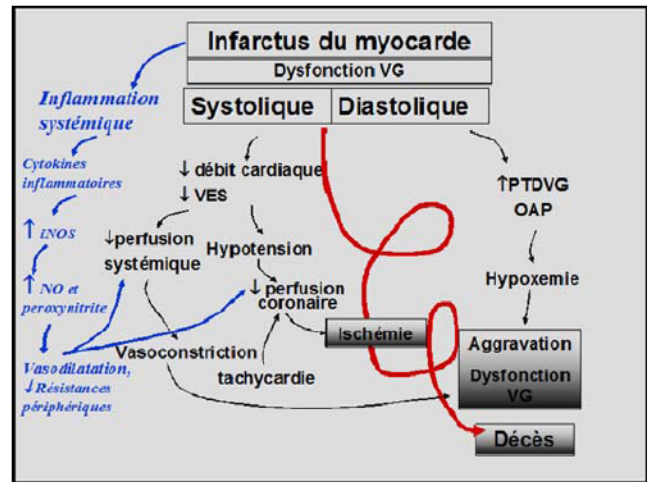 Infarctus du myocarde
Dysfonction VG
Systolique Diastolique
Inflammation
systémique
Cytokines
inflammatoires
↑ iNOS
↑ NO et
peroxynitrite
Vasodilatation,
↓ Résistances
périphériques
↓ débit cardiaque
↓ VES
↓perfusion
systémique
Hypotension
↓ perfusion
coronaire
Vasoconstriction
tachycardie
Ischémie
↑PTDVG
OAP
Hypoxemie
Aggravation
Dysfonction
VG
Décès